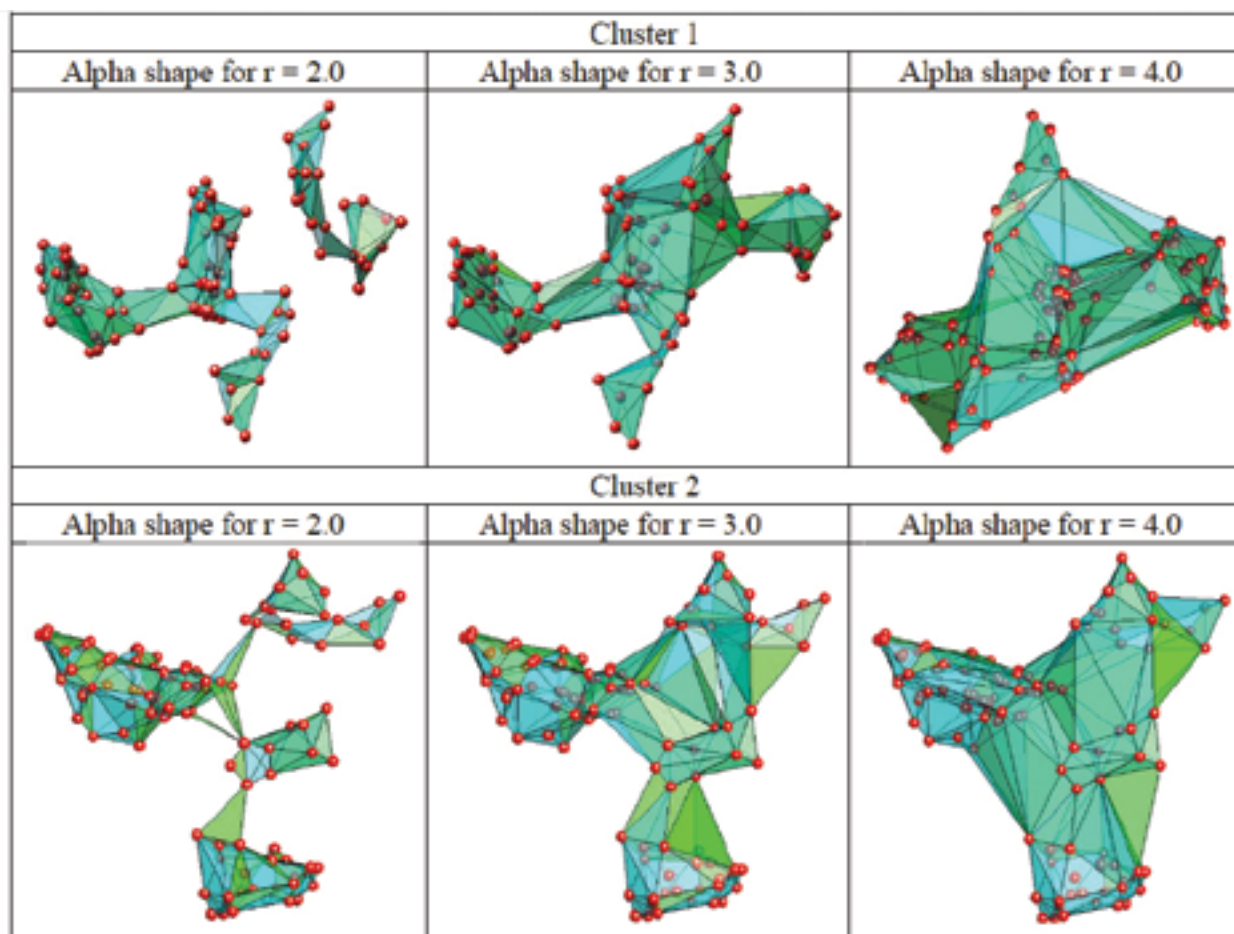 Cluster 1
Alpha shape for r = 2.0
Alpha shape for r = 3.0
Alpha shape for r = 4.0
Cluster 2
Alpha shape for r = 2.0
Alpha shape for r = 3.0
Alpha shape for r = 4.0